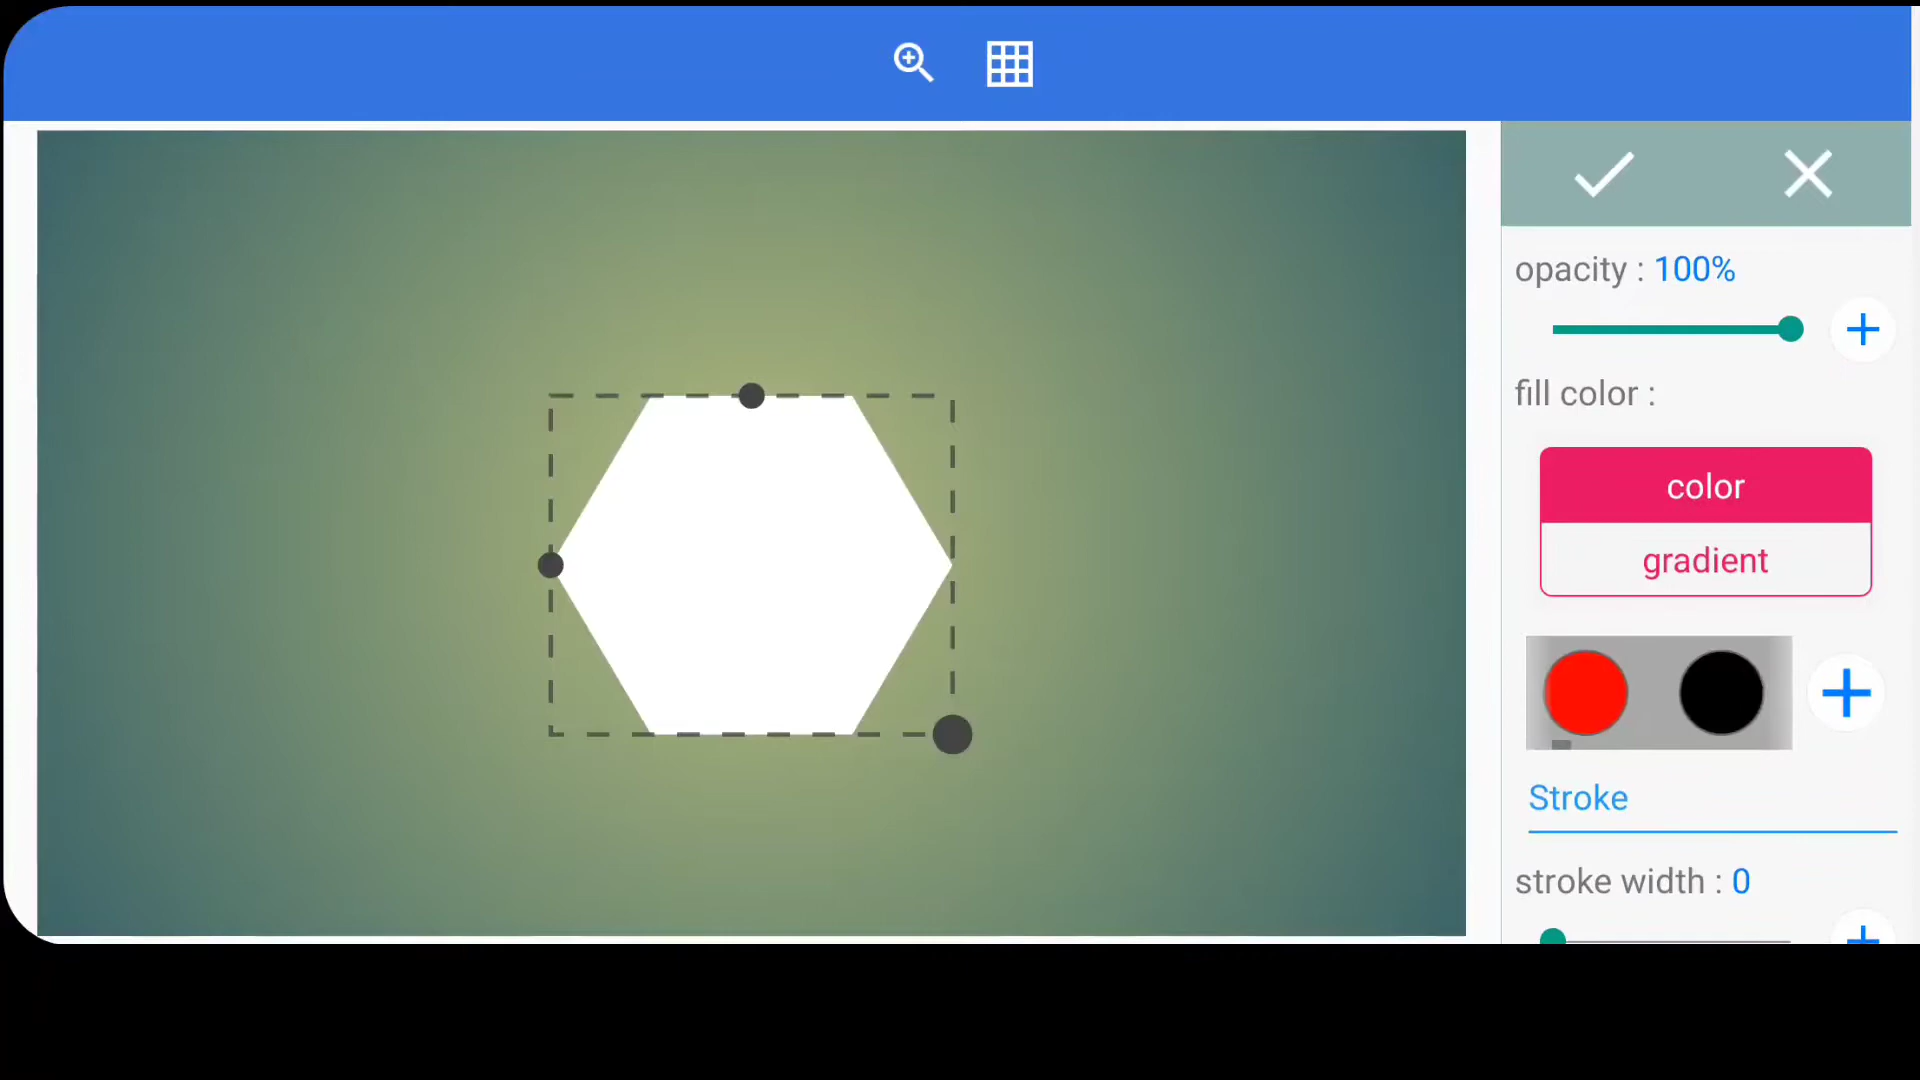 opacity : 100%
fill color :
color
gradient
Stroke
stroke width : 0